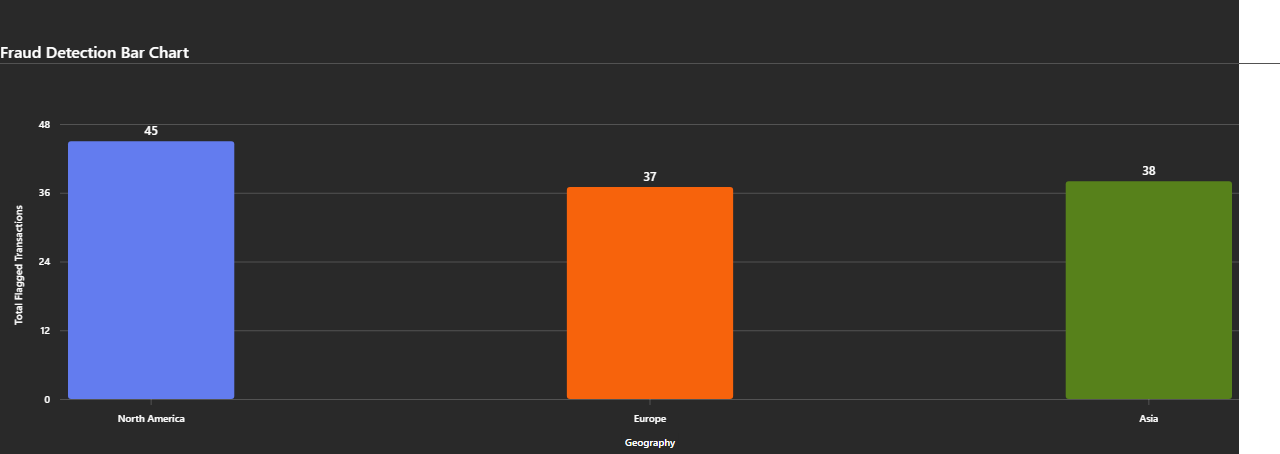 Fraud Detection Bar Chart
48
45
37
38
36
24
12
0
Total Flagged Transactions
North America
Europe
Asia
Geography